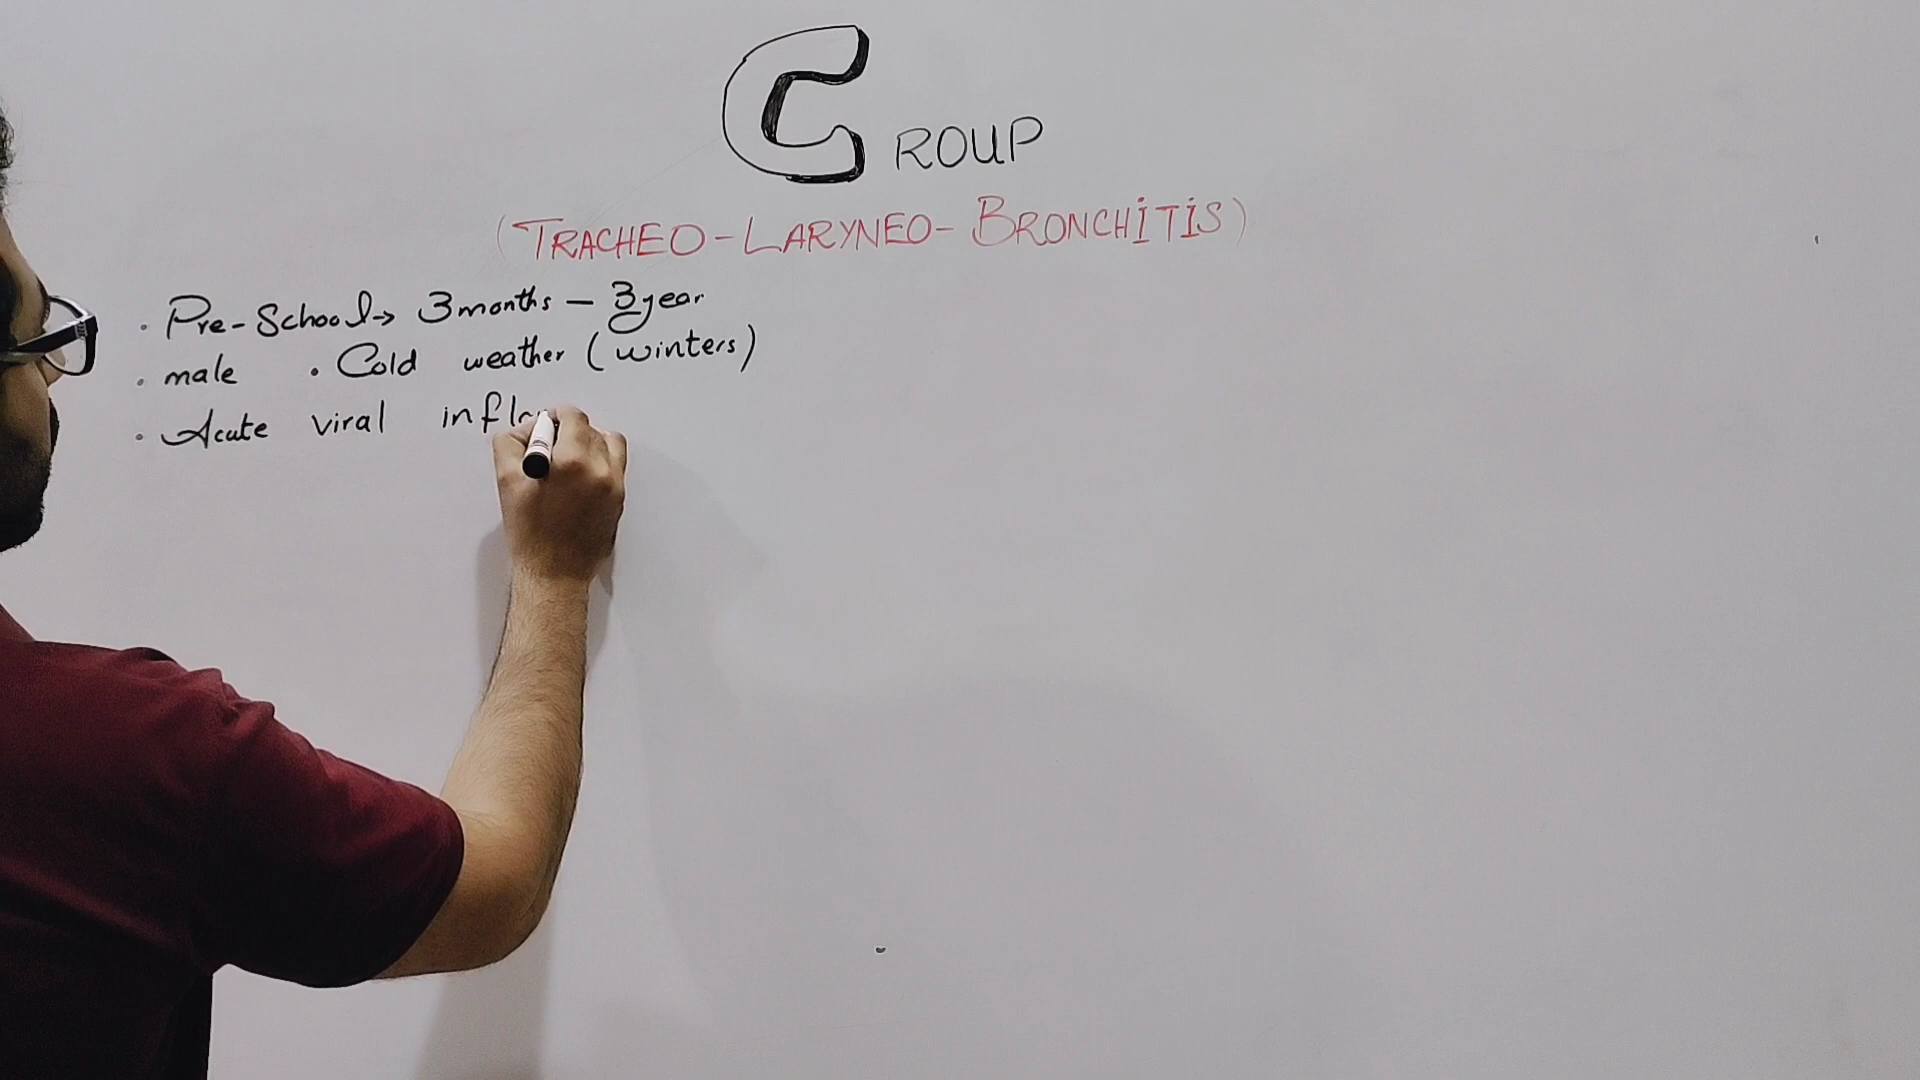 CROUP
(TRACHEO-LARYNEO-BRONCHITIS)
• Pre-School → 3 months - 3 year
• male • Cold weather (winters)
• Acute viral